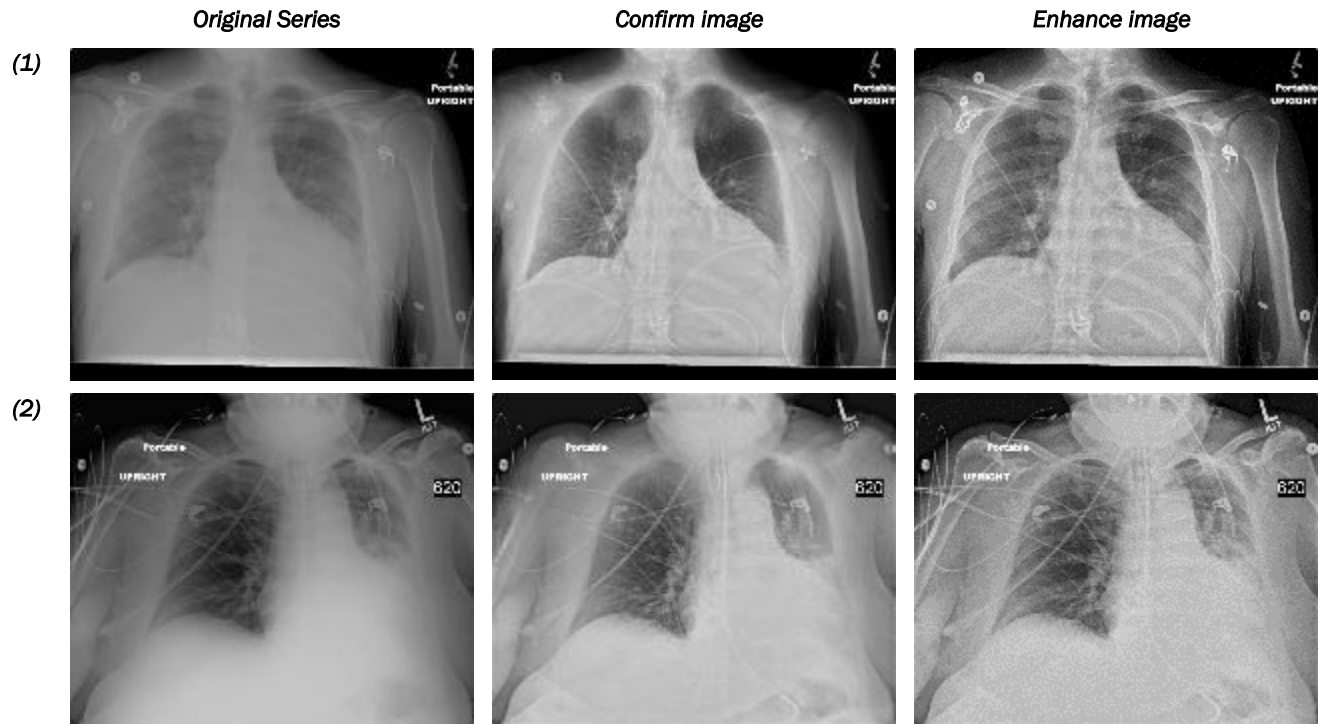 Original Series Confirm image Enhance image
(1)
Portable
UPRIGHT
Portable
UPRIGHT
Portable
UPRIGHT
(2)
Portable
UPRIGHT
L
620
Portable
UPRIGHT
L
620
Portable
UPRIGHT
L
620